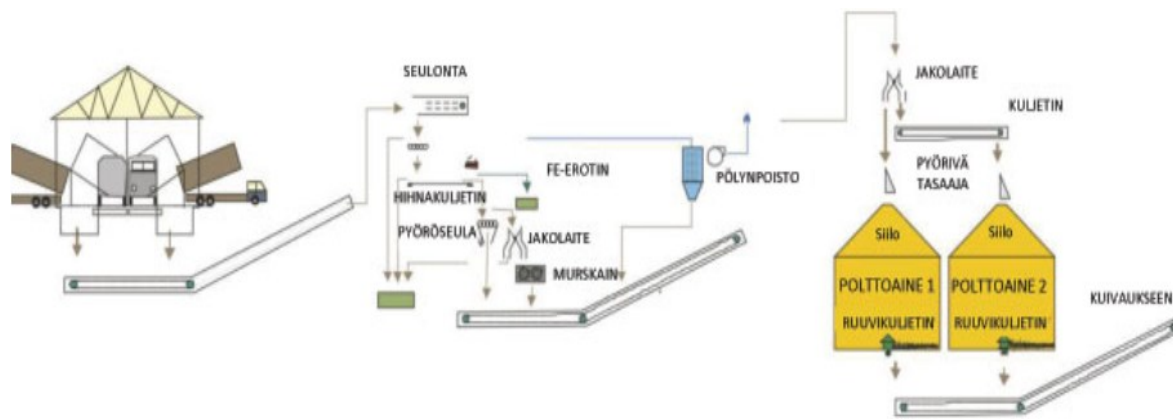 SEULONTA
FE-EROTIN
HIHNAKULJETIN
PYÖRÖSEULA
JAKOLAITE
MURSKAIN
PÖLYNPOISTO
JAKOLAITE
KULJETIN
PYÖRIVÄ
TASAAJA
Siilo
Siilo
POLTTOAINE 1
POLTTOAINE 2
RUUVIKULJETIN
RUUVIKULJETIN
KUIVAUKSEEN